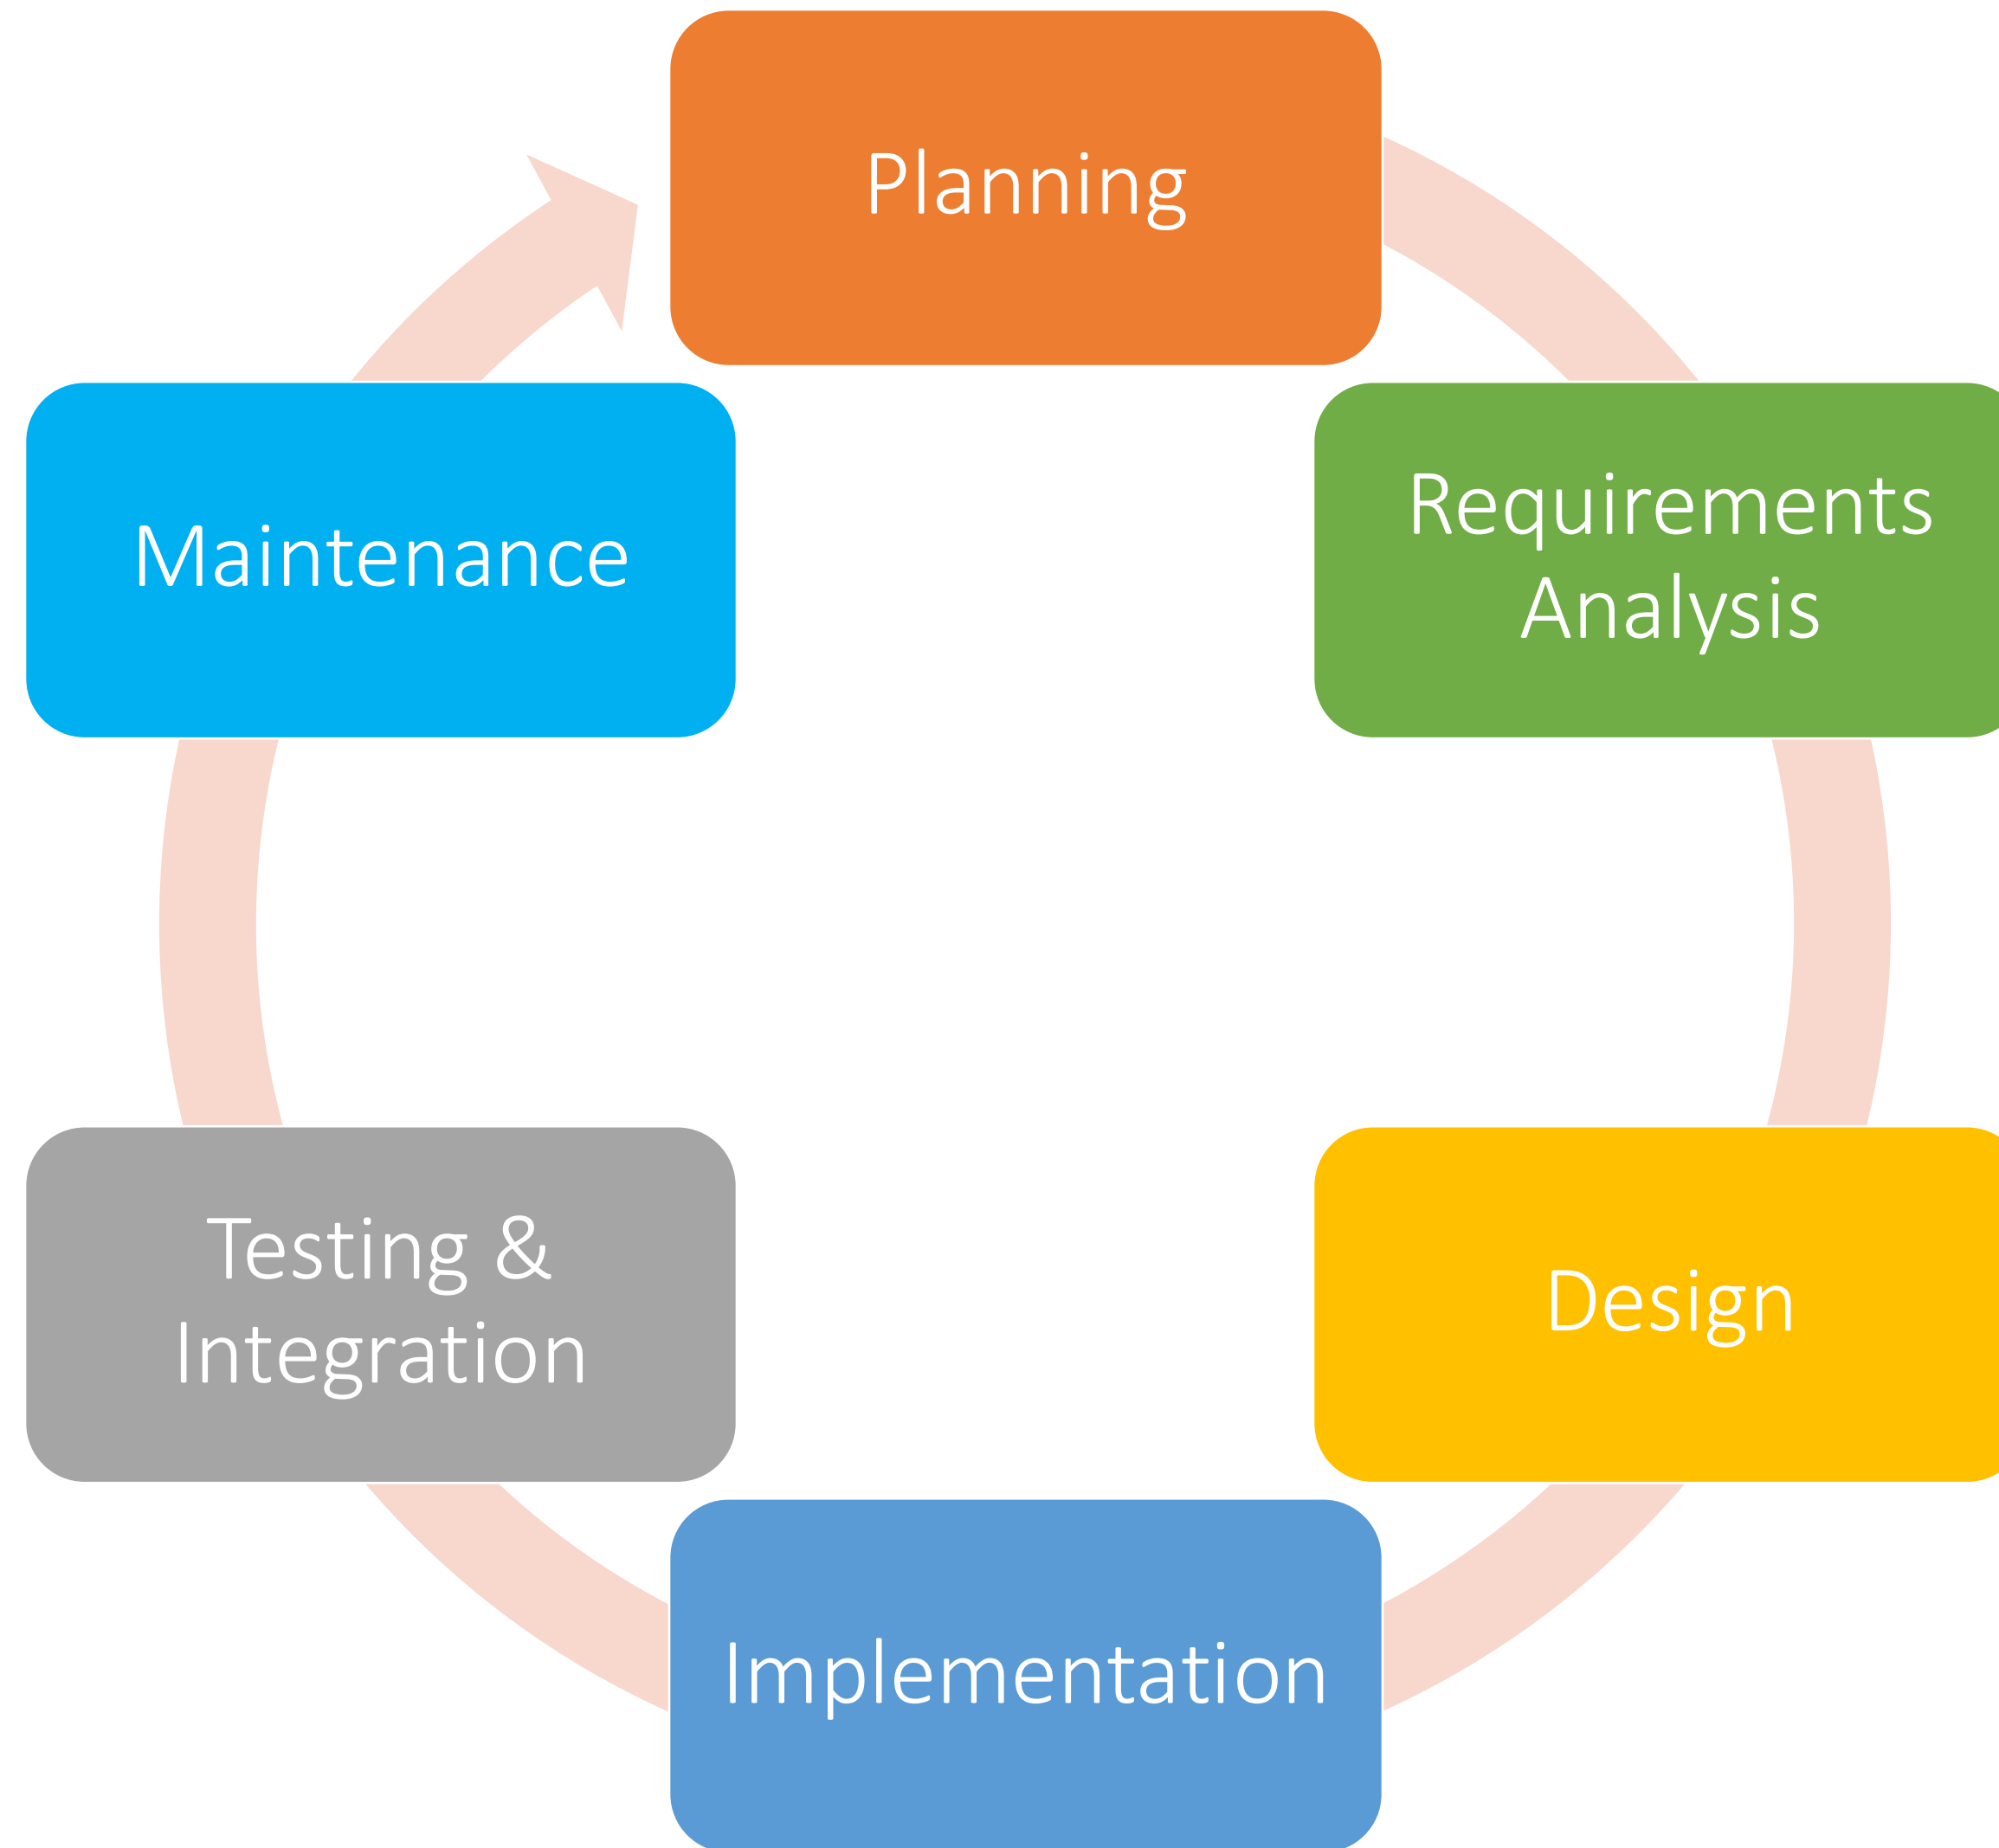 Planning
Requirements
Analysis
Design
Implementation
Testing &
Integration
Maintenance